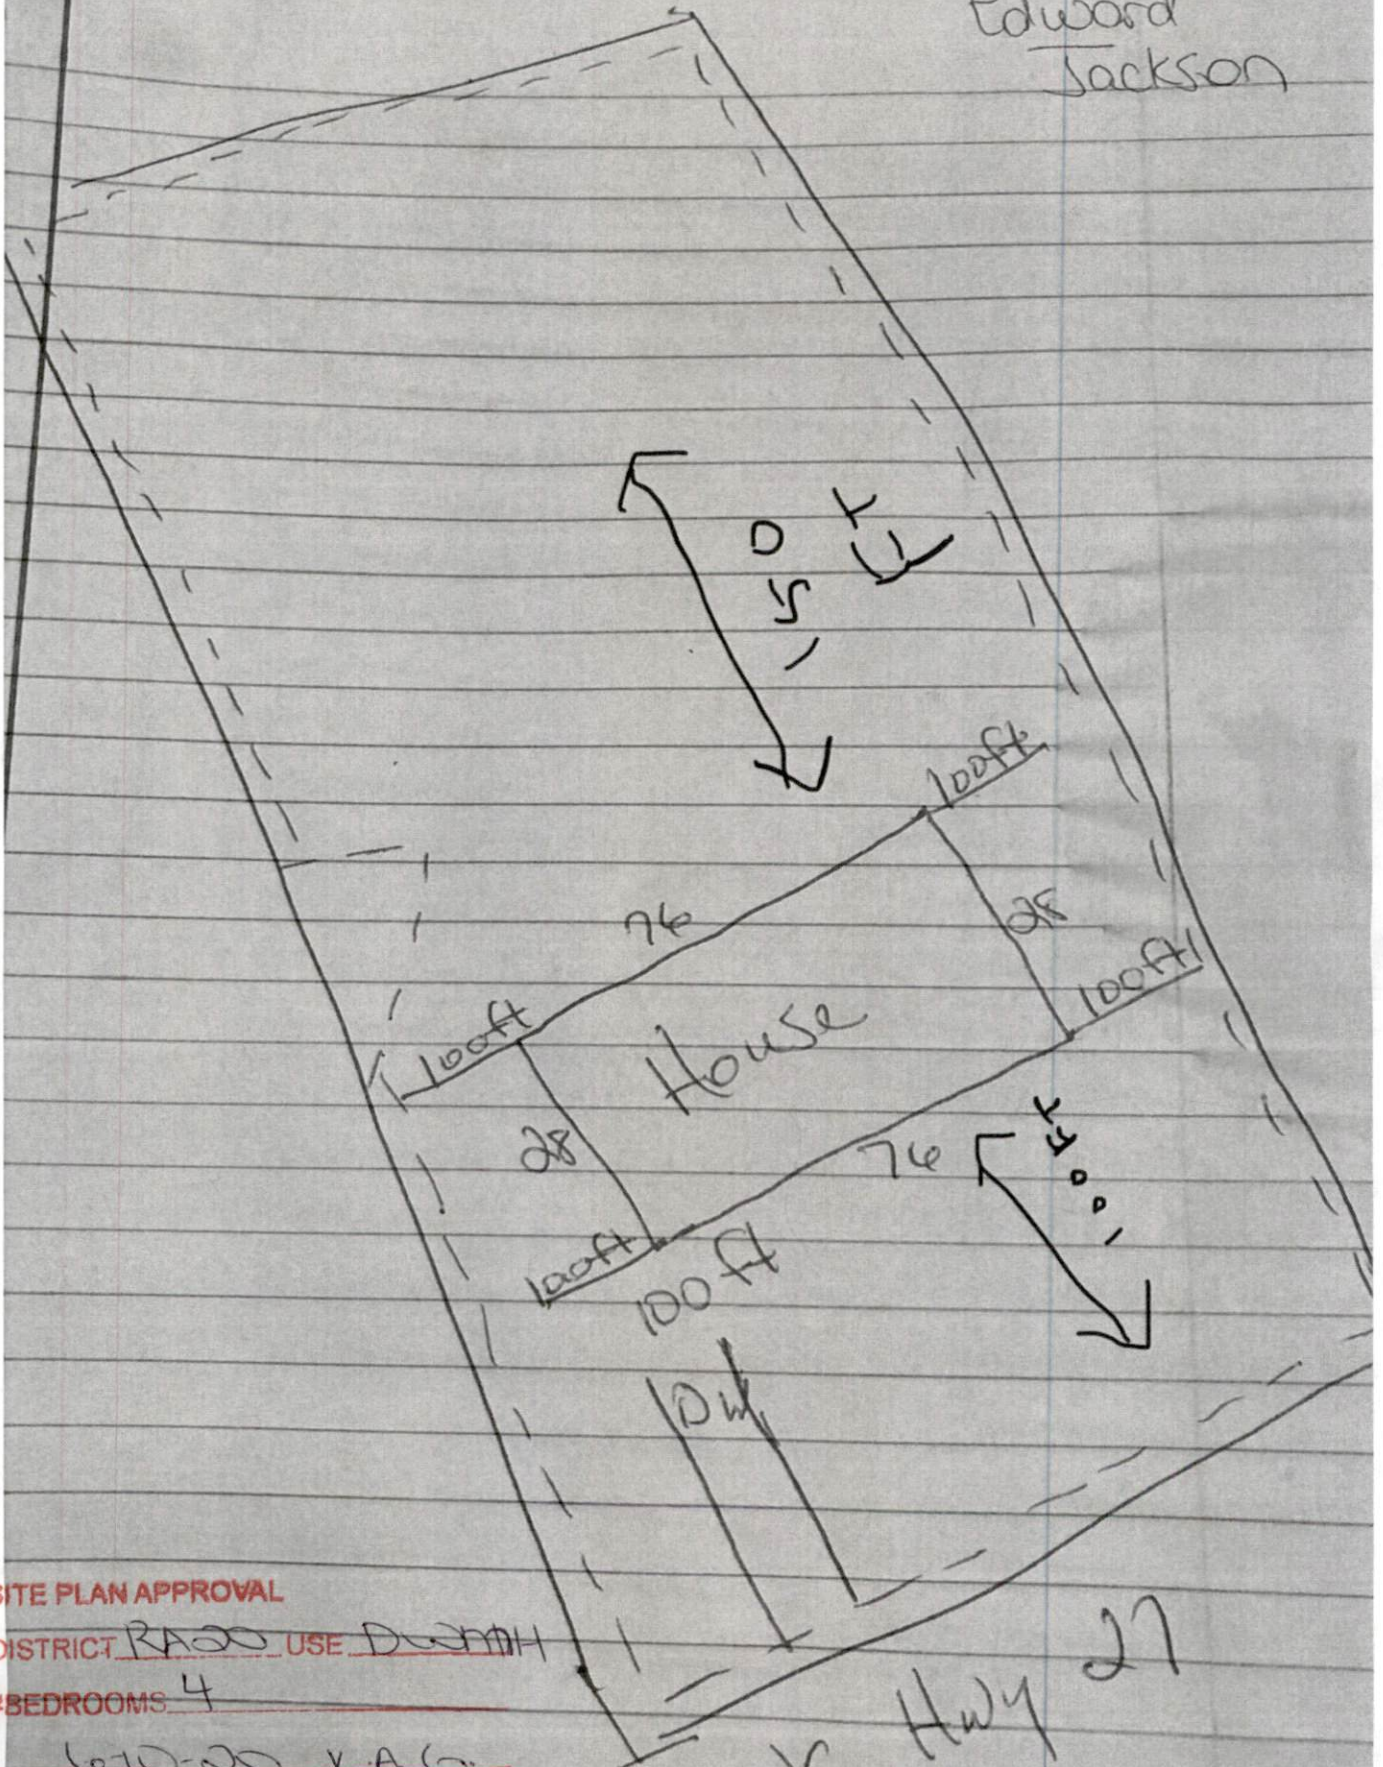 Edward
Jackson
150 FT
100ft
76
28
100ft
House
100ft
28
76
100 FT
100ft
100 ft
DW
SITE PLAN APPROVAL
DISTRICT RA20 USE DWMH
#BEDROOMS 4
Hwy 27